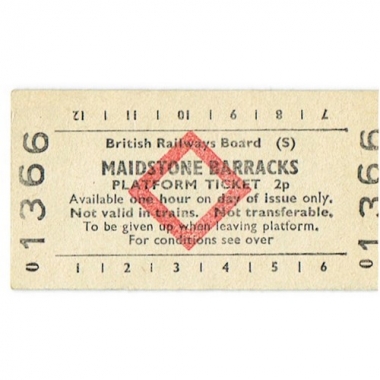 12 | 11 | 10 | 9 | 8 | 7
British Railways Board (S)
MAIDSTONE BARRACKS
PLATFORM TICKET 2p
Available one hour on day of issue only.
Not valid in trains. Not transferable.
To be given up when leaving platform.
For conditions see over
1 | 2 | 3 | 4 | 5 | 6
01366
01366